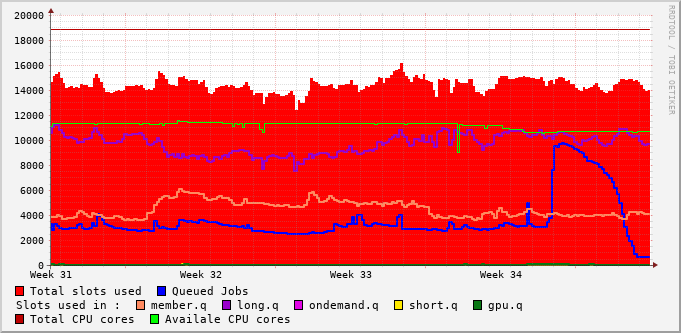 RRDTOOL / TOBI OETIKER
20000
18000
16000
14000
12000
10000
8000
6000
4000
2000
0
Week 31 Week 32 Week 33 Week 34
Total slots used Queued Jobs
Slots used in : member.q long.q ondemand.q short.q gpu.q
Total CPU cores Availale CPU cores